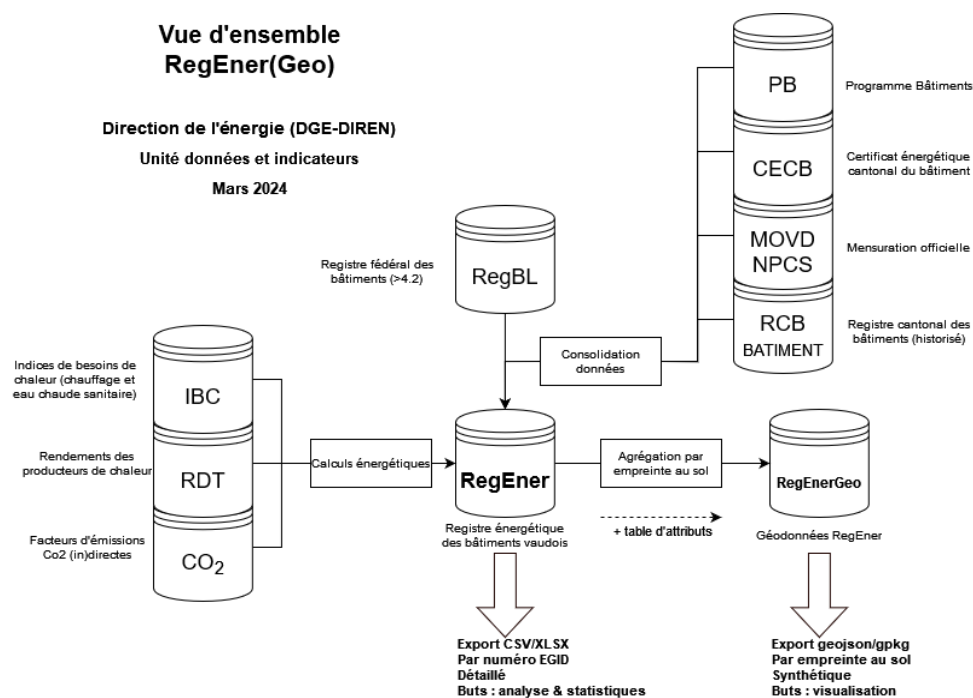 Vue d'ensemble
RegEner(Geo)
Direction de l'énergie (DGE-DIREN)
Unité données et indicateurs
Mars 2024
PB
Programme Bâtiments
CECB
Certificat énergétique
cantonal du bâtiment
MOVD
NPCS
Mensuration officielle
RCB
BATIMENT
Registre cantonal des
bâtiments (historisé)
Registre fédéral des
bâtiments (>4.2)
RegBL
Consolidation
données
Indices de besoins de
chaleur (chauffage et
eau chaude sanitaire)
IBC
Rendements des
producteurs de chaleur
RDT
Facteurs d'émissions
Co2 (in)directes
CO2
Calculs énergétiques
RegEner
Registre énergétique
des bâtiments vaudois
Agrégation par
empreinte au sol
+ table d'attributs
RegEnerGeo
Géodonnées RegEner
Export CSV/XLSX
Par numéro EGID
Détaillé
Buts : analyse & statistiques
Export geojson/gpkg
Par empreinte au sol
Synthétique
Buts : visualisation